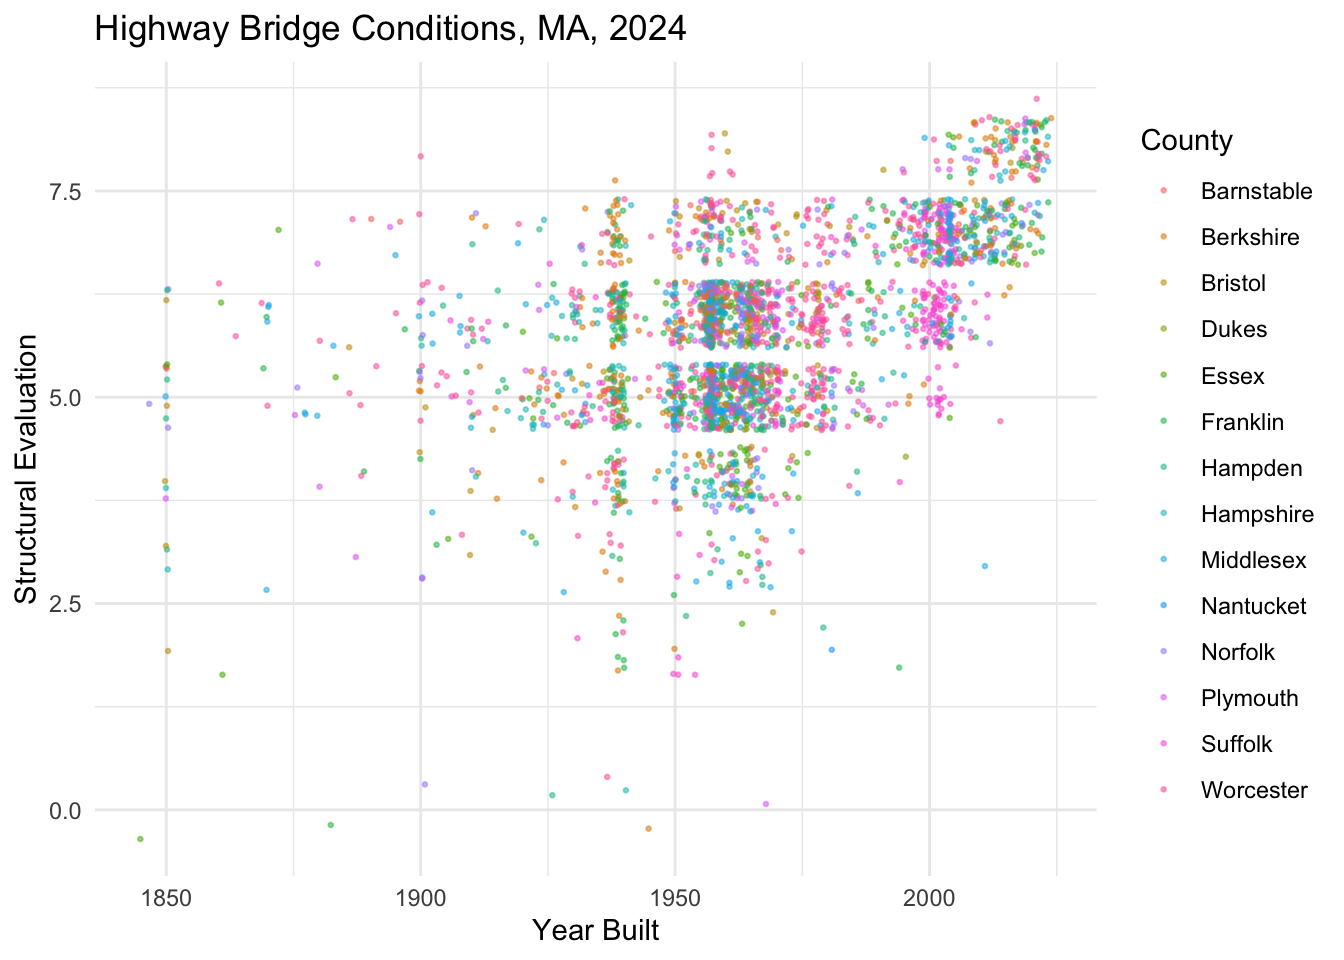 Highway Bridge Conditions, MA, 2024
Structural Evaluation
7.5
5.0
2.5
0.0
1850
1900
1950
2000
Year Built
County
Barnstable
Berkshire
Bristol
Dukes
Essex
Franklin
Hampden
Hampshire
Middlesex
Nantucket
Norfolk
Plymouth
Suffolk
Worcester